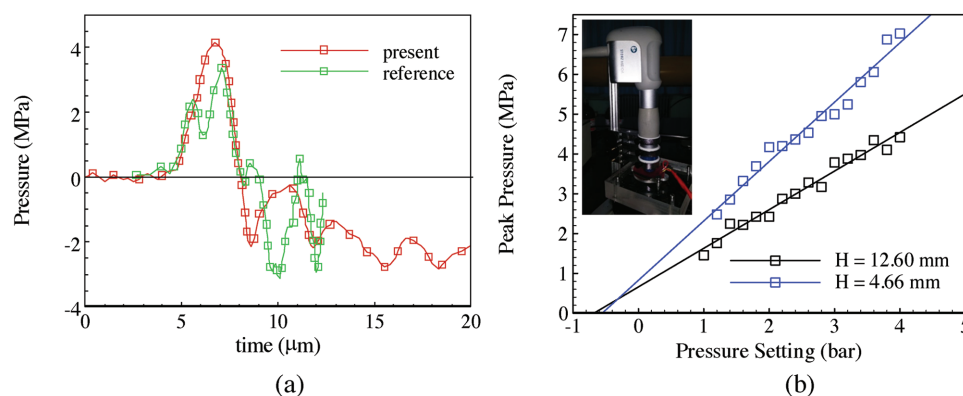 4
2
0
-2
-4
0
5
10
15
20
Pressure (MPa)
time (μm)
present
reference
(a)
7
6
5
4
3
2
1
0
-1
0
1
2
3
4
5
Peak Pressure (MPa)
Pressure Setting (bar)
H = 12.60 mm
H = 4.66 mm
(b)